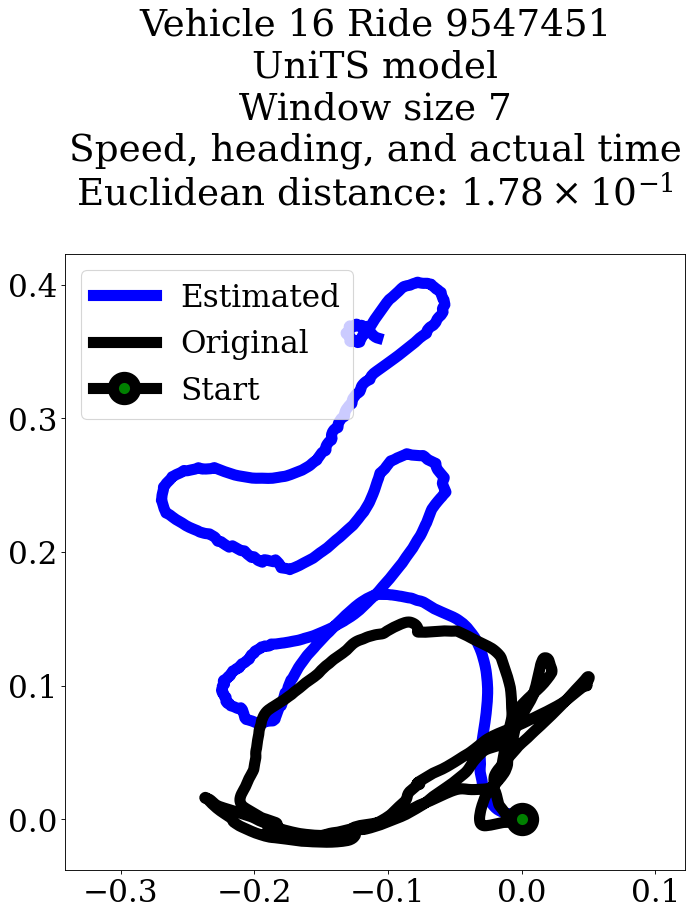 Vehicle 16 Ride 9547451
UniTS model
Window size 7
Speed, heading, and actual time
Euclidean distance: 1.78 × 10⁻¹
Estimated
Original
Start
0.4
0.3
0.2
0.1
0.0
−0.3 −0.2 −0.1 0.0 0.1